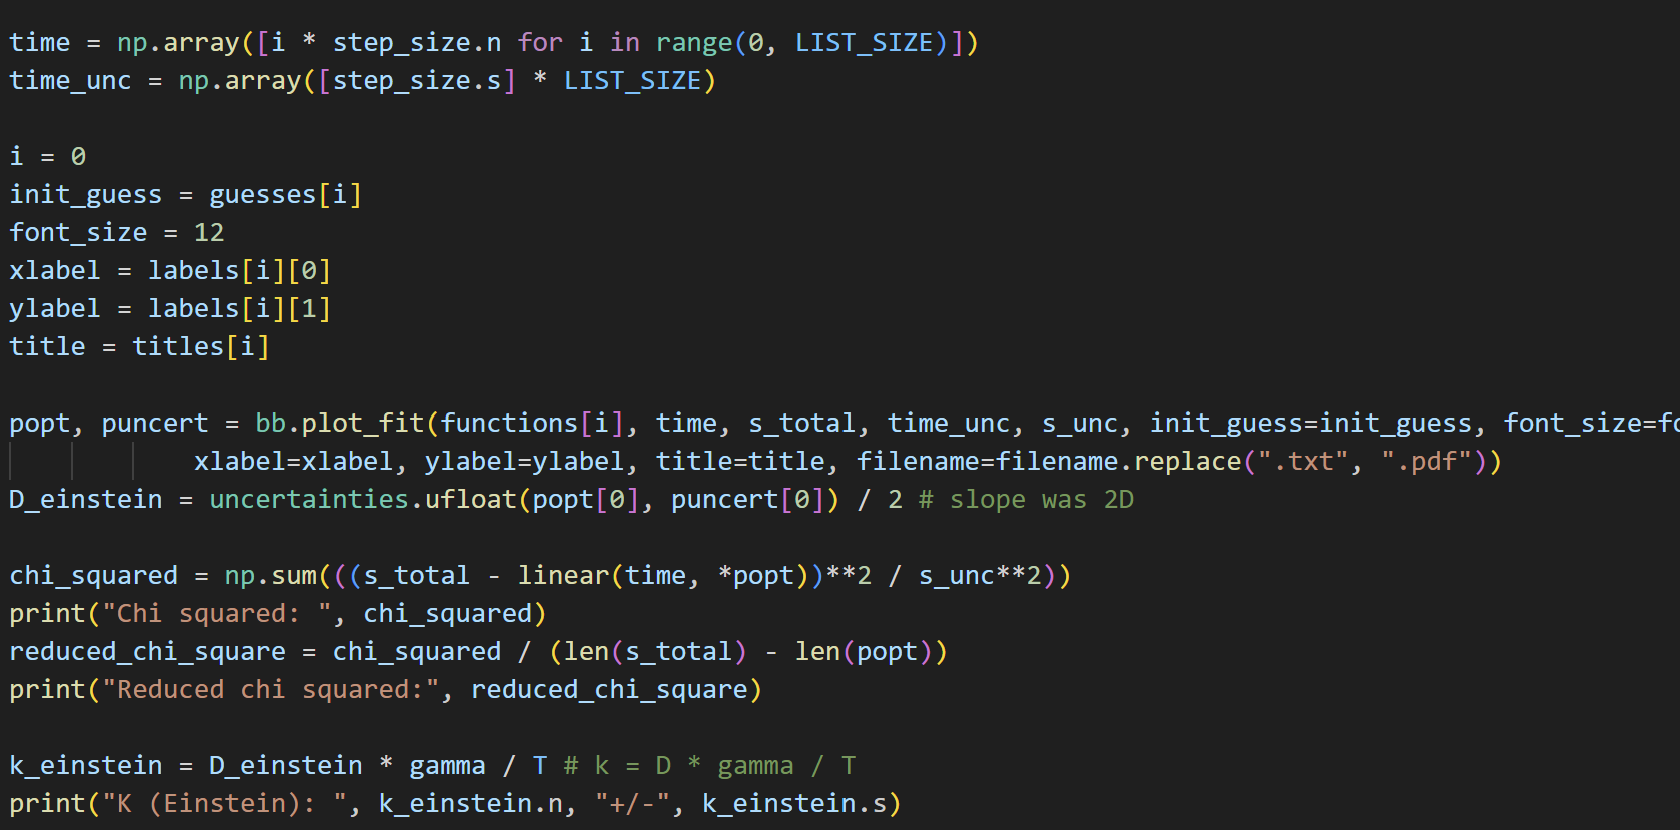 time = np.array([i * step_size.n for i in range(0, LIST_SIZE)])
time_unc = np.array([step_size.s] * LIST_SIZE)
i = 0
init_guess = guesses[i]
font_size = 12
xlabel = labels[i][0]
ylabel = labels[i][1]
title = titles[i]
popt, puncert = bb.plot_fit(functions[i], time, s_total, time_unc, s_unc, init_guess=init_guess, font_size=fo
xlabel=xlabel, ylabel=ylabel, title=title, filename=filename.replace(".txt", ".pdf"))
D_einstein = uncertainties.ufloat(popt[0], puncert[0]) / 2 # slope was 2D
chi_squared = np.sum(((s_total - linear(time, *popt))**2 / s_unc**2))
print("Chi squared: ", chi_squared)
reduced_chi_square = chi_squared / (len(s_total) - len(popt))
print("Reduced chi squared:", reduced_chi_square)
k_einstein = D_einstein * gamma / T # k = D * gamma / T
print("K (Einstein): ", k_einstein.n, "+/-", k_einstein.s)